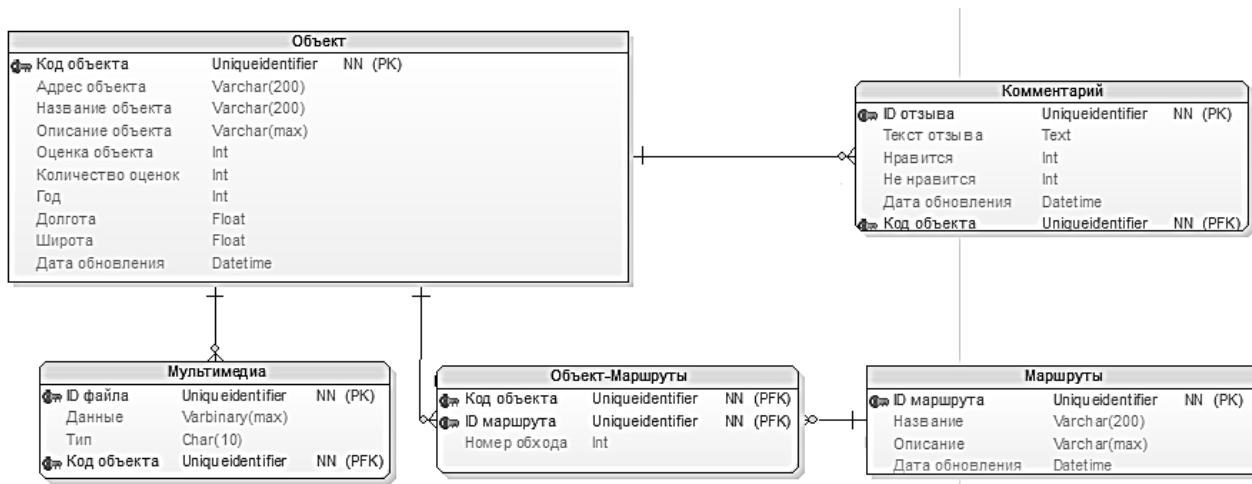 Объект
Код объекта Uniqueidentifier NN (PK)
Адрес объекта Varchar(200)
Название объекта Varchar(200)
Описание объекта Varchar(max)
Оценка объекта Int
Количество оценок Int
Год Int
Долгота Float
Широта Float
Дата обновления Datetime
Комментарий
ID отзыва Uniqueidentifier NN (PK)
Текст отзыва Text
Нравится Int
Не нравится Int
Дата обновления Datetime
Код объекта Uniqueidentifier NN (PFK)
Мультимедиа
ID файла Uniqueidentifier NN (PK)
Данные Varbinary(max)
Тип Char(10)
Код объекта Uniqueidentifier NN (PFK)
Объект-Маршруты
Код объекта Uniqueidentifier NN (PFK)
ID маршрута Uniqueidentifier NN (PFK)
Номер обхода Int
Маршруты
ID маршрута Uniqueidentifier NN (PK)
Название Varchar(200)
Описание Varchar(max)
Дата обновления Datetime